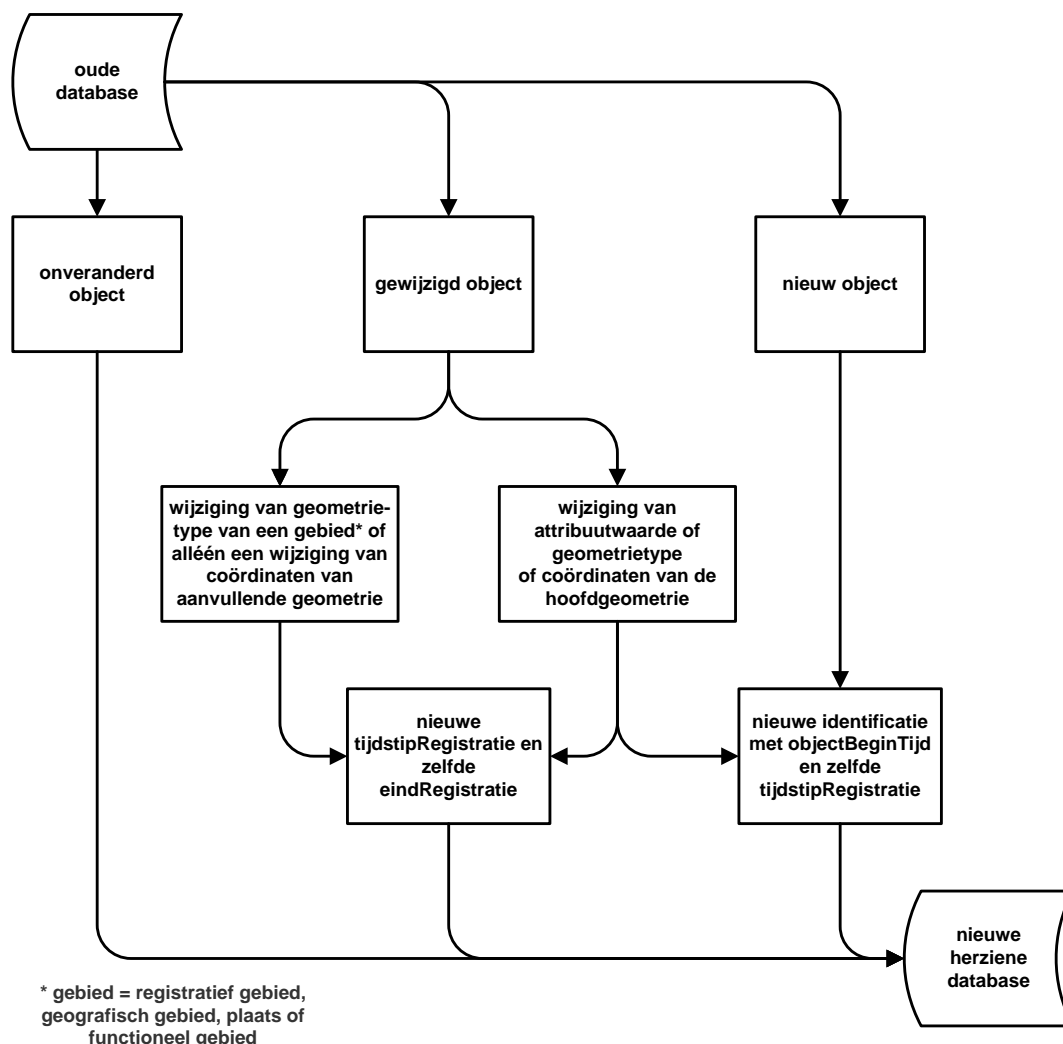 oude
database
onveranderd
object
gewijzigd object
nieuw object
wijziging van geometrie-
type van een gebied* of
alléén een wijziging van
coördinaten van
aanvullende geometrie
wijziging van
attribuutwaarde of
geometrietype
of coördinaten van de
hoofdgeometrie
nieuwe
tijdstipRegistratie en
zelfde
eindRegistratie
nieuwe identificatie
met objectBeginTijd
en zelfde
tijdstipRegistratie
nieuwe
herziene
database
* gebied = registratief gebied,
geografisch gebied, plaats of
functioneel gebied